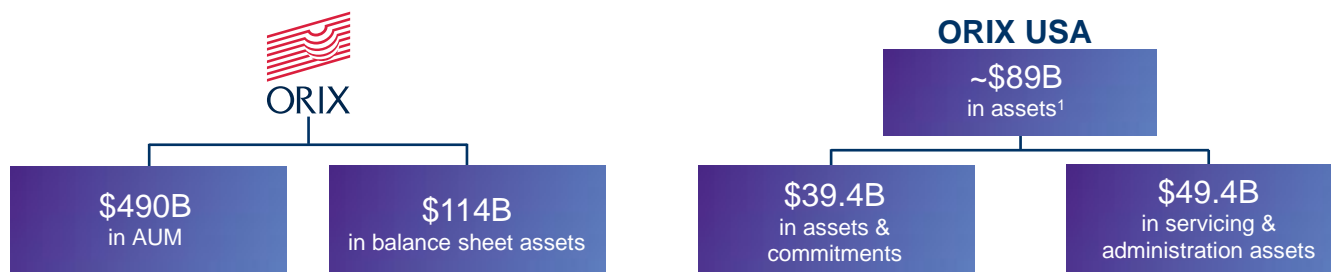 ORIX
$490B
in AUM
$114B
in balance sheet assets
ORIX USA
~$89B
in assets¹
$39.4B
in assets &
commitments
$49.4B
in servicing &
administration assets